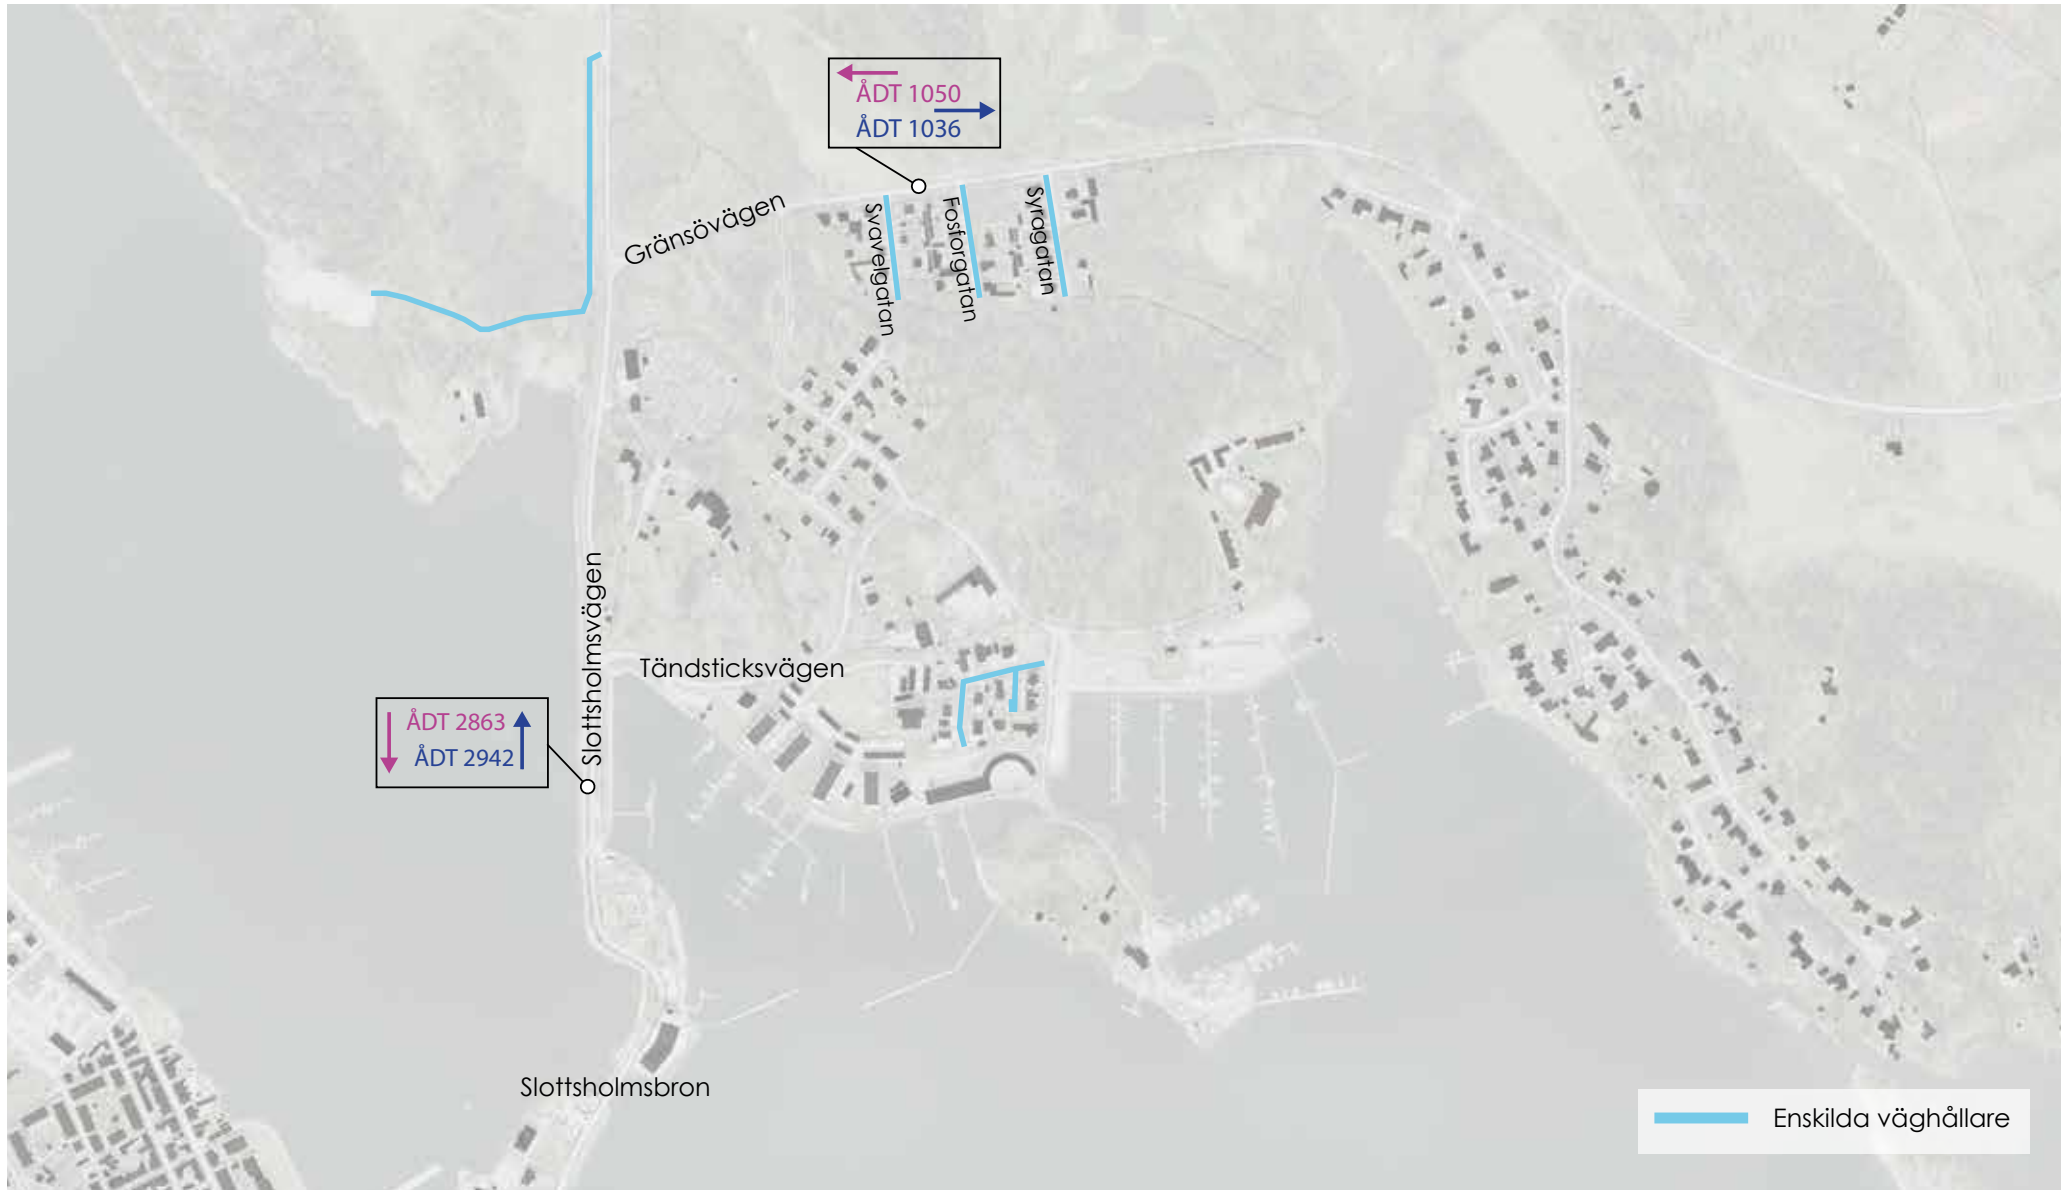 ÅDT 1050
ÅDT 1036
Gränsövägen
Svavelgatan
Fosforgatan
Syragatan
Slottsholmsvägen
Tändsticksvägen
ÅDT 2863
ÅDT 2942
Slottsholmsbron
Enskilda väghållare